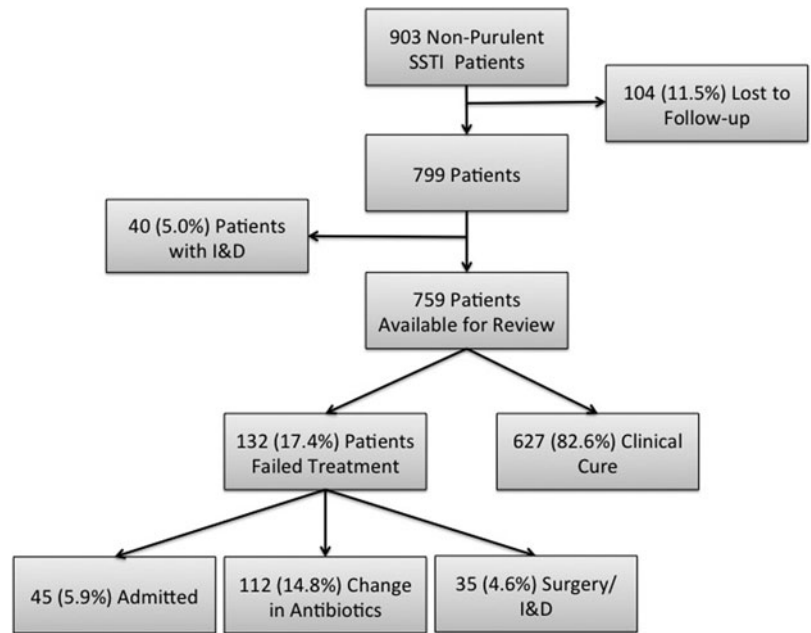 903 Non-Purulent
SSTI Patients
104 (11.5%) Lost to
Follow-up
799 Patients
40 (5.0%) Patients
with I&D
759 Patients
Available for Review
132 (17.4%) Patients
Failed Treatment
627 (82.6%) Clinical
Cure
45 (5.9%) Admitted
112 (14.8%) Change
in Antibiotics
35 (4.6%) Surgery/
I&D